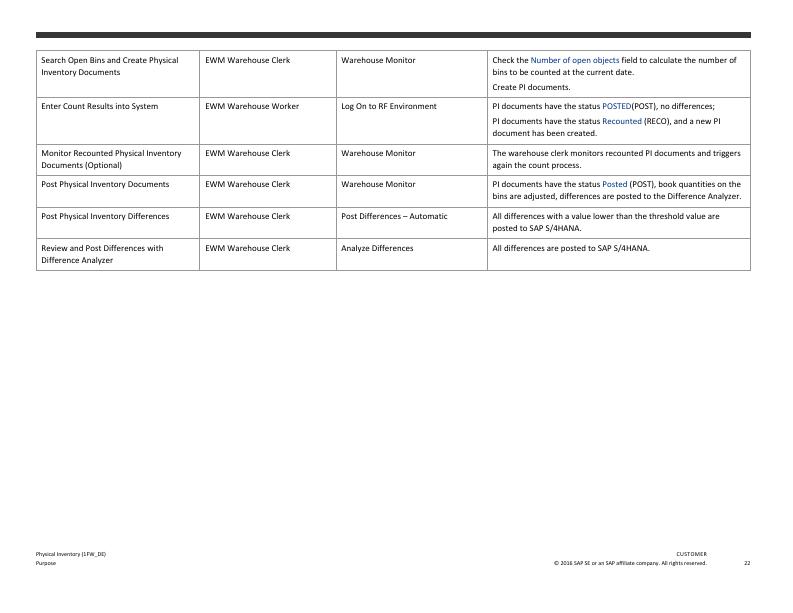 Search Open Bins and Create Physical
Inventory Documents
EWM Warehouse Clerk
Warehouse Monitor
Check the Number of open objects field to calculate the number of
bins to be counted at the current date.
Create PI documents.
Enter Count Results into System
EWM Warehouse Worker
Log On to RF Environment
PI documents have the status POSTED(POST), no differences;
PI documents have the status Recounted (RECO), and a new PI
document has been created.
Monitor Recounted Physical Inventory
Documents (Optional)
EWM Warehouse Clerk
Warehouse Monitor
The warehouse clerk monitors recounted PI documents and triggers
again the count process.
Post Physical Inventory Documents
EWM Warehouse Clerk
Warehouse Monitor
PI documents have the status Posted (POST), book quantities on the
bins are adjusted, differences are posted to the Difference Analyzer.
Post Physical Inventory Differences
EWM Warehouse Clerk
Post Differences – Automatic
All differences with a value lower than the threshold value are
posted to SAP S/4HANA.
Review and Post Differences with
Difference Analyzer
EWM Warehouse Clerk
Analyze Differences
All differences are posted to SAP S/4HANA.
Physical Inventory (1FW_DE)
Purpose
CUSTOMER
© 2016 SAP SE or an SAP affiliate company. All rights reserved.
22